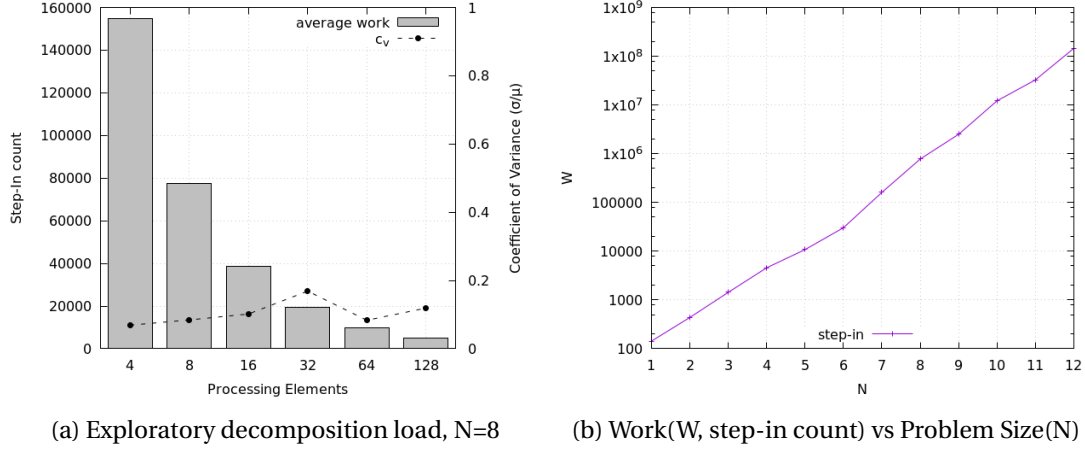 160000
140000
120000
100000
80000
60000
40000
20000
0
Step-In count
average work
c_v
1
0.8
0.6
0.4
0.2
0
Coefficient of Variance (σ/μ)
4 8 16 32 64 128
Processing Elements
(a) Exploratory decomposition load, N=8
1x10^9
1x10^8
1x10^7
1x10^6
100000
10000
1000
100
W
step-in
1 2 3 4 5 6 7 8 9 10 11 12
N
(b) Work(W, step-in count) vs Problem Size(N)